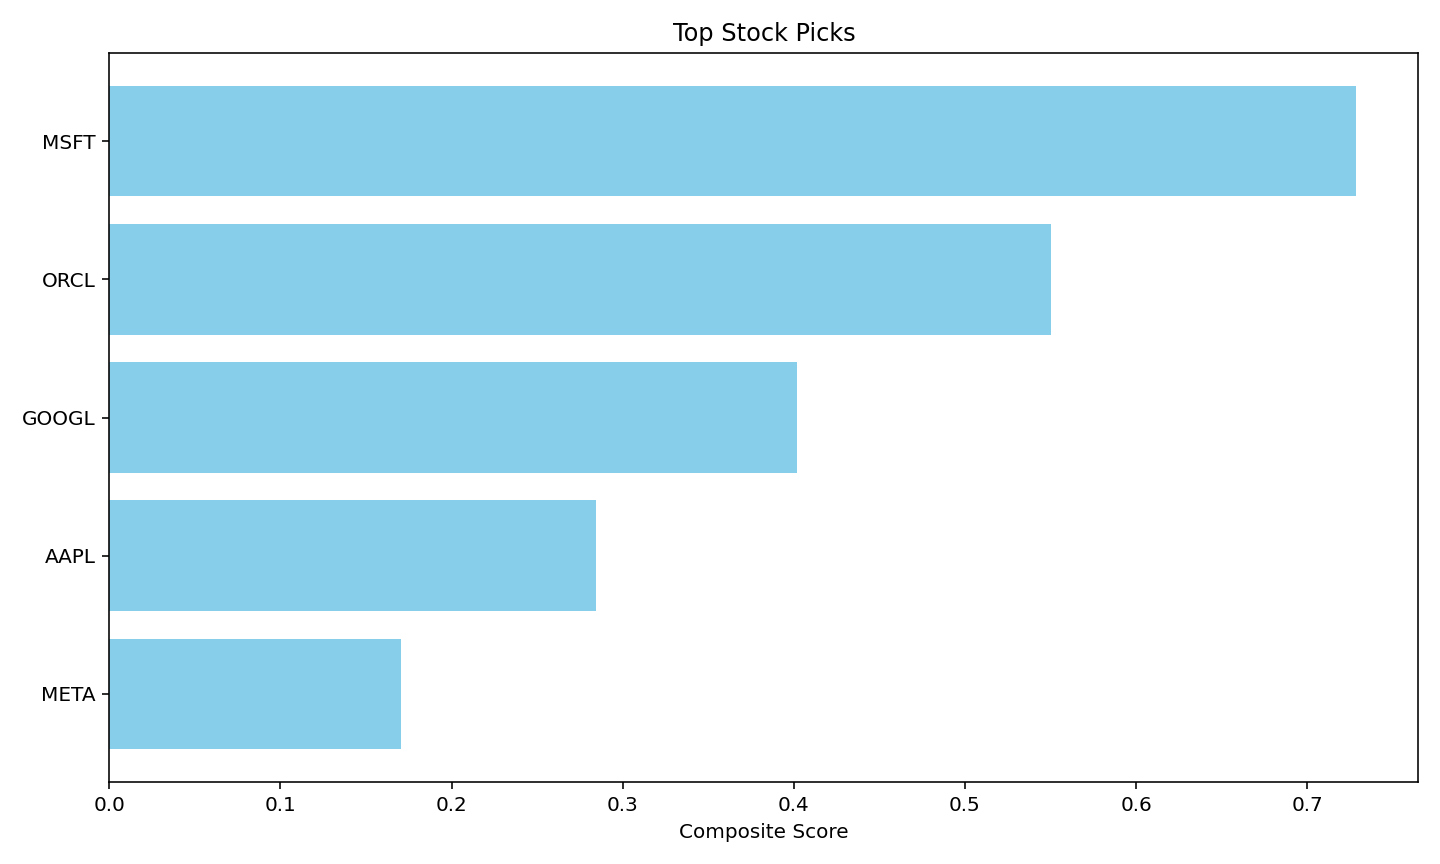 Top Stock Picks
MSFT
ORCL
GOOGL
AAPL
META
0.0 0.1 0.2 0.3 0.4 0.5 0.6 0.7
Composite Score